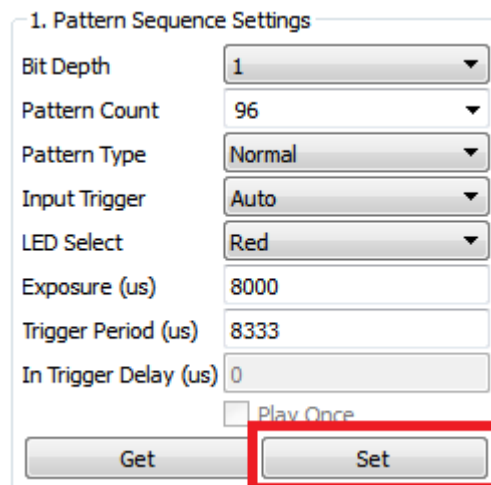 1. Pattern Sequence Settings
Bit Depth 1
Pattern Count 96
Pattern Type Normal
Input Trigger Auto
LED Select Red
Exposure (us) 8000
Trigger Period (us) 8333
In Trigger Delay (us) 0
Play Once
Get Set